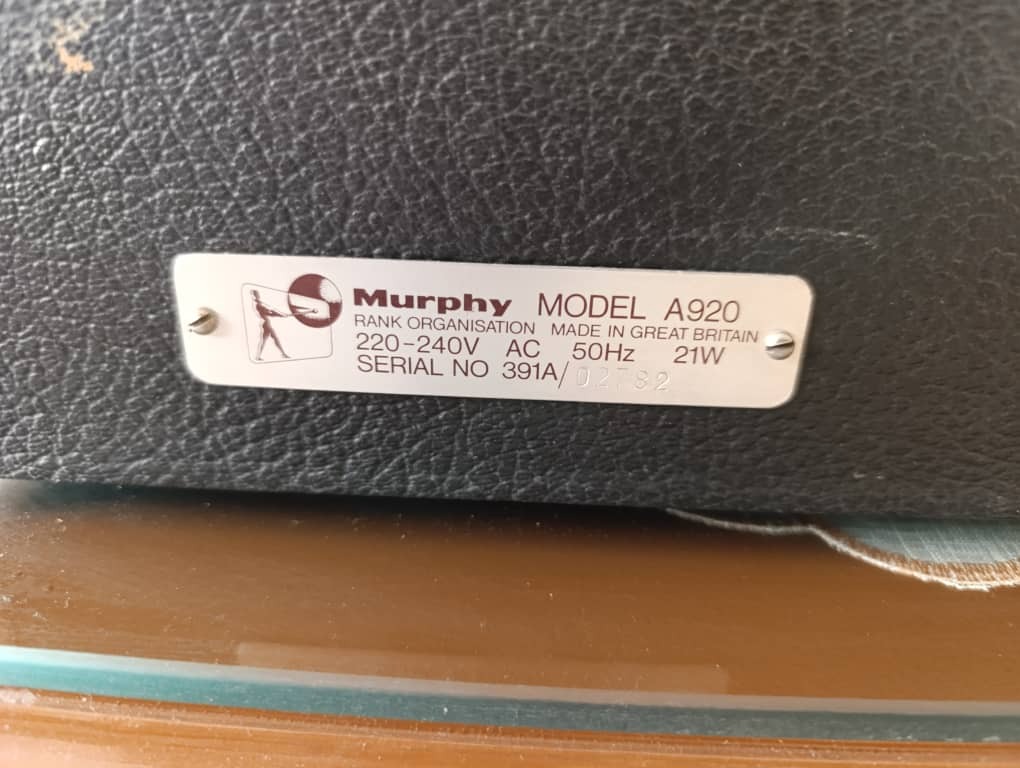 Murphy MODEL A920
RANK ORGANISATION MADE IN GREAT BRITAIN
220-240V AC 50Hz 21W
SERIAL NO 391A/02782